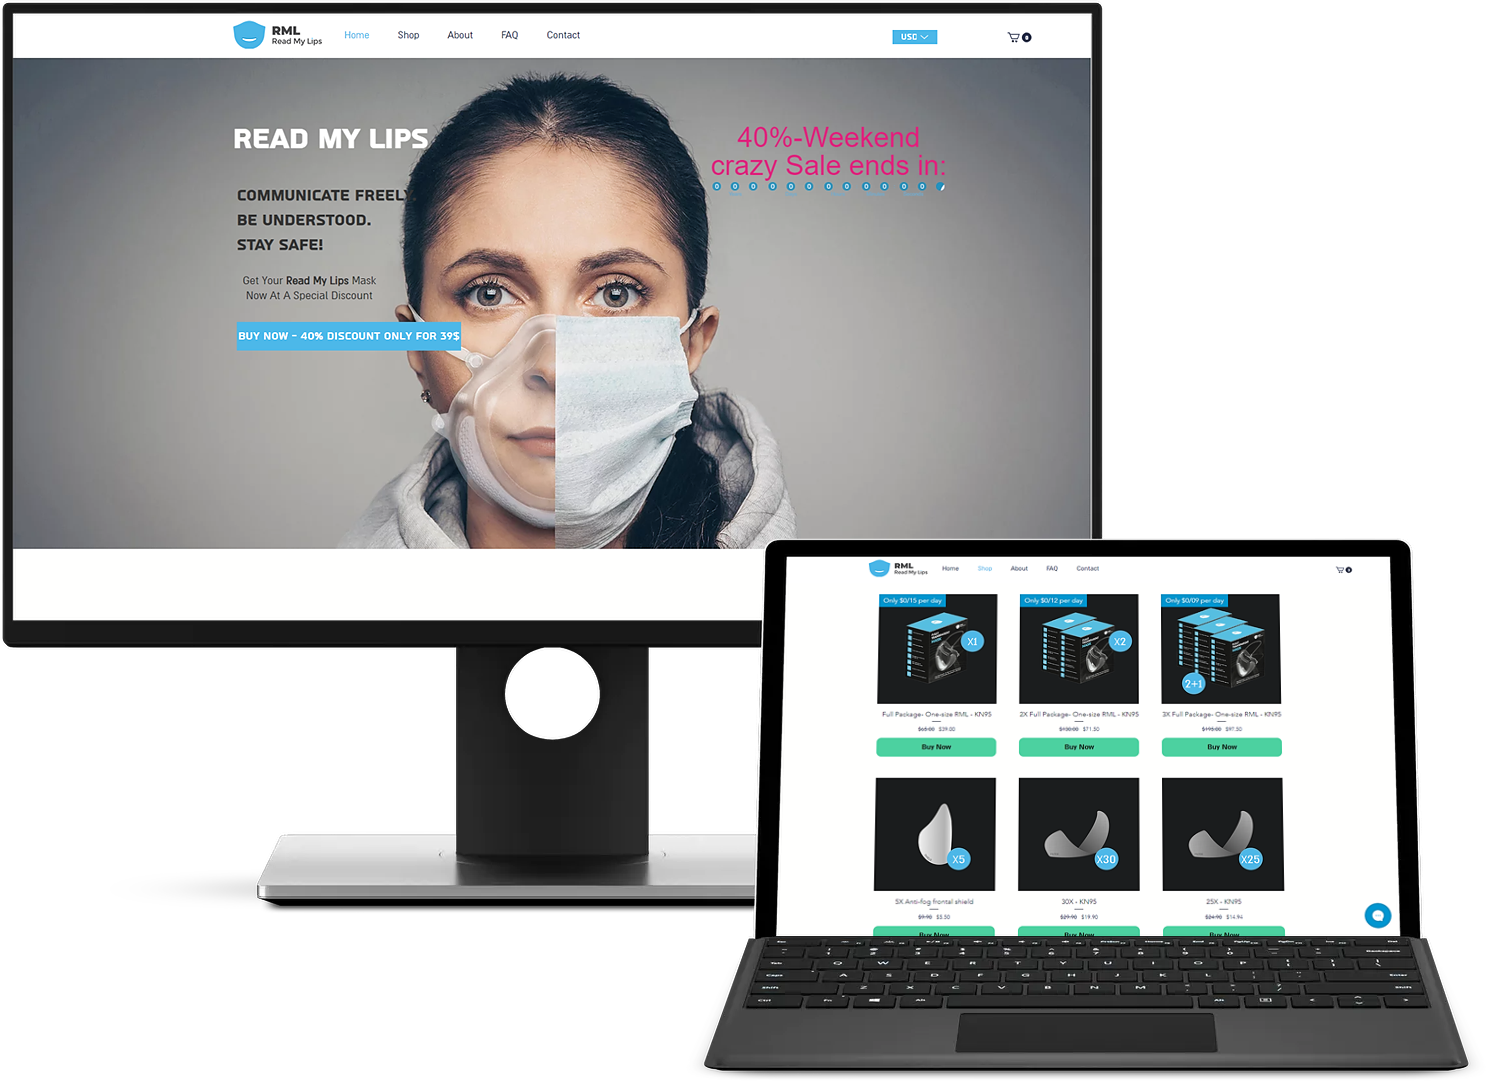 RML
Read My Lips
Home
Shop
About
FAQ
Contact
USD
0
READ MY LIPS
COMMUNICATE FREELY
BE UNDERSTOOD.
STAY SAFE!
Get Your Read My Lips Mask
Now At A Special Discount
BUY NOW - 40% DISCOUNT ONLY FOR 39$
40%-Weekend
crazy Sale ends in:
0 0 0 0 0 0 0 0 0 0 0 0
RML
Read My Lips
Home
Shop
About
FAQ
Contact
Only $0/15 per day
Only $0/12 per day
Only $0/09 per day
X1
X2
2+1
Full Package- One-size RML - KN95
2X Full Package- One-size RML - KN95
3X Full Package- One-size RML - KN95
$65.00 $39.00
$130.00 $71.50
$195.00 $97.50
Buy Now
Buy Now
Buy Now
X5
X30
X25
5X Anti-fog frontal shield
30X - KN95
25X - KN95
$9.90 $5.50
$29.90 $19.90
$24.90 $14.94
Buy Now
Buy Now
Buy Now
Q W E R T Y U I O P
A S D F G H J K L
Z X C V B N M